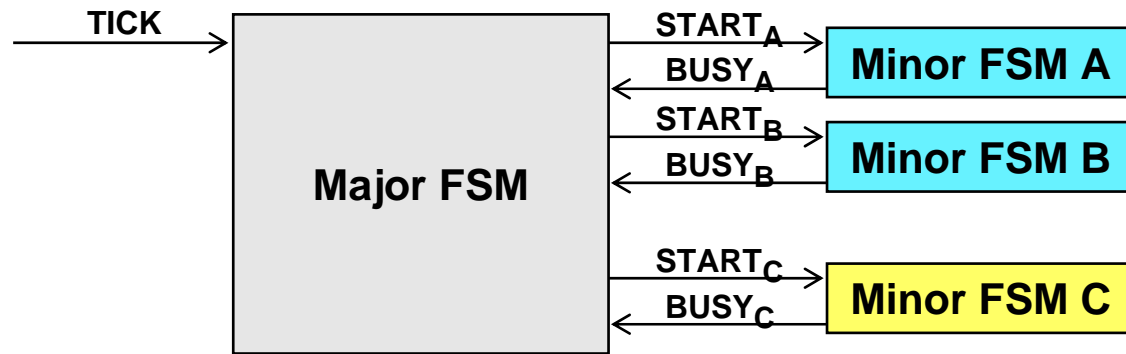 TICK
START_A
BUSY_A
Minor FSM A
START_B
BUSY_B
Minor FSM B
Major FSM
START_C
BUSY_C
Minor FSM C